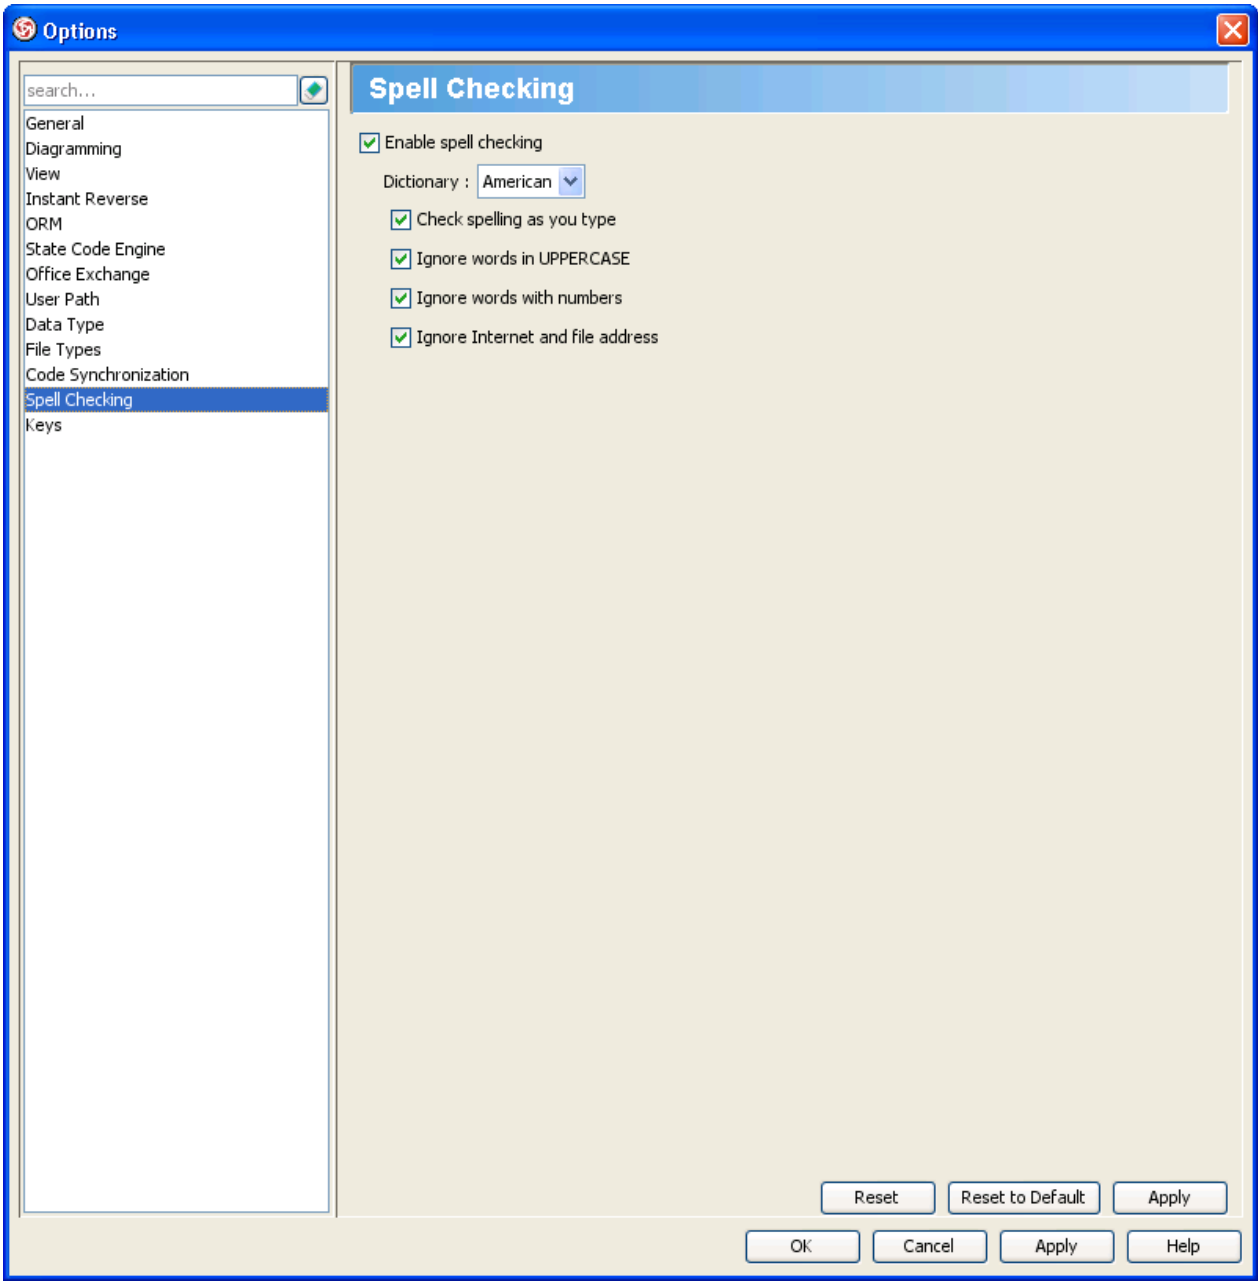 Options
search...
General
Diagramming
View
Instant Reverse
ORM
State Code Engine
Office Exchange
User Path
Data Type
File Types
Code Synchronization
Spell Checking
Keys
Spell Checking
Enable spell checking
Dictionary : American
Check spelling as you type
Ignore words in UPPERCASE
Ignore words with numbers
Ignore Internet and file address
Reset Reset to Default Apply
OK Cancel Apply Help